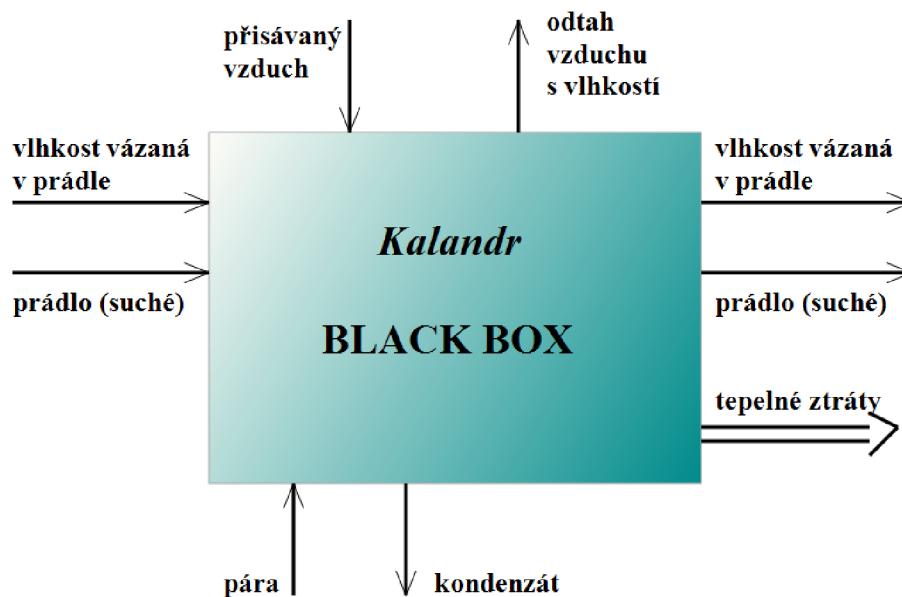 přisávaný
vzduch
odtah
vzduchu
s vlhkostí
vlhkost vázaná
v prádle
prádlo (suché)
Kalandr
BLACK BOX
vlhkost vázaná
v prádle
prádlo (suché)
tepelné ztráty
pára
kondenzát